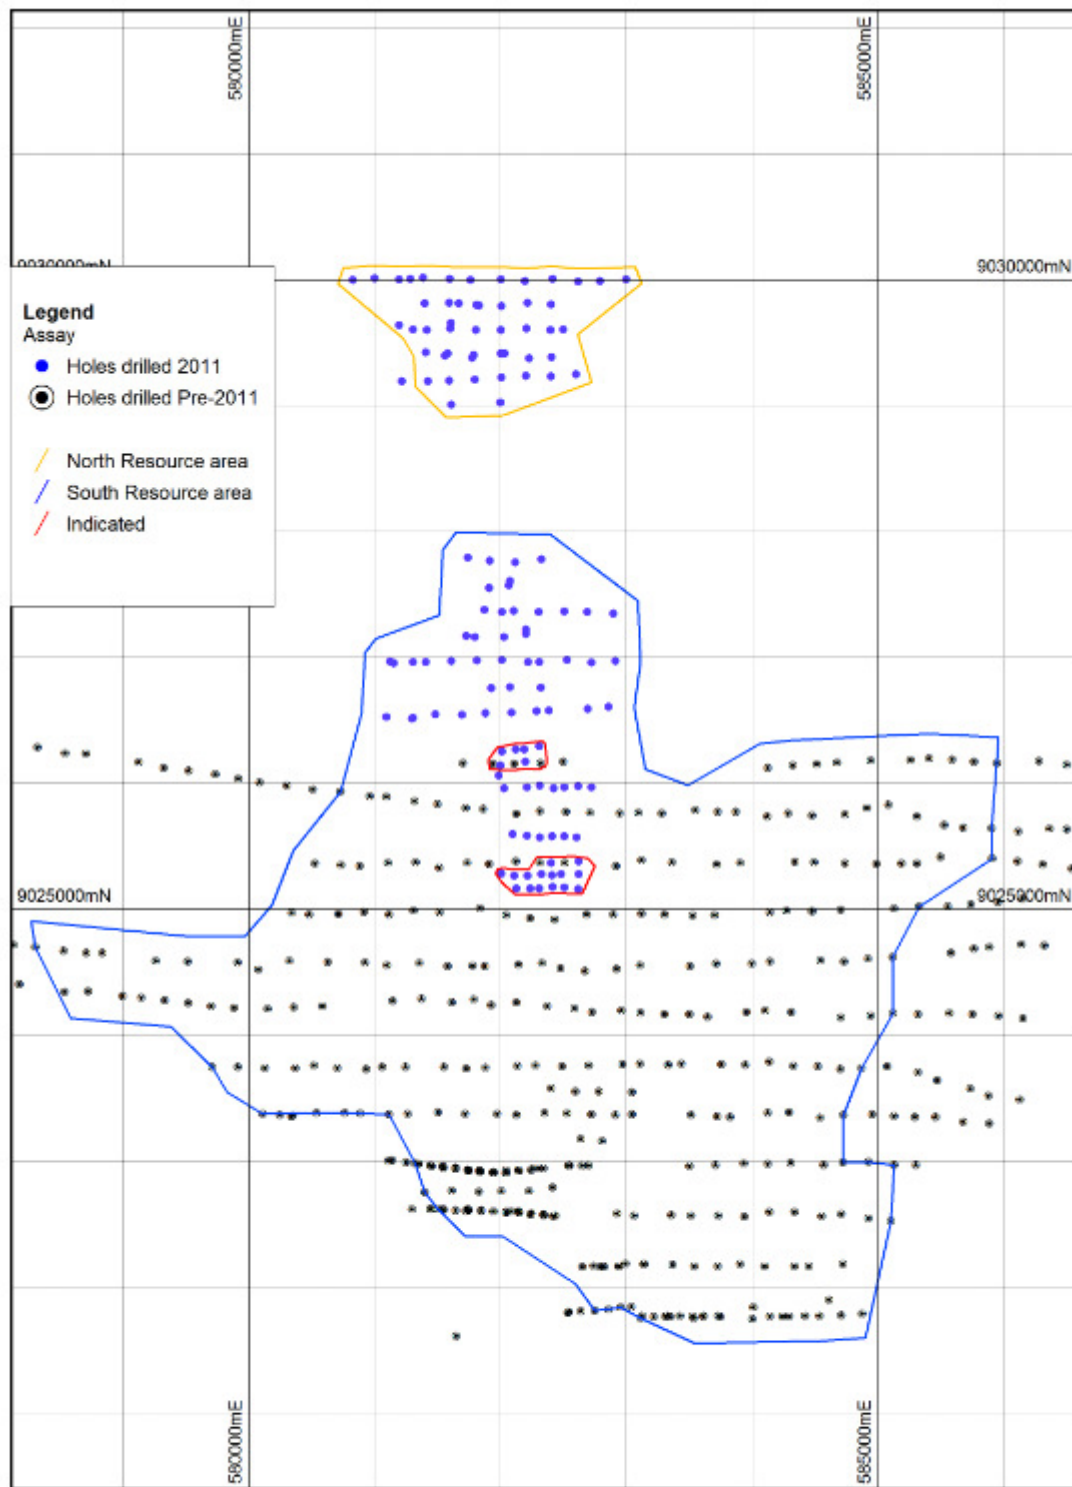 580000mE
585000mE
9030000mN
9030000mN
Legend
Assay
Holes drilled 2011
Holes drilled Pre-2011
North Resource area
South Resource area
Indicated
9025000mN
9025000mN
580000mE
585000mE